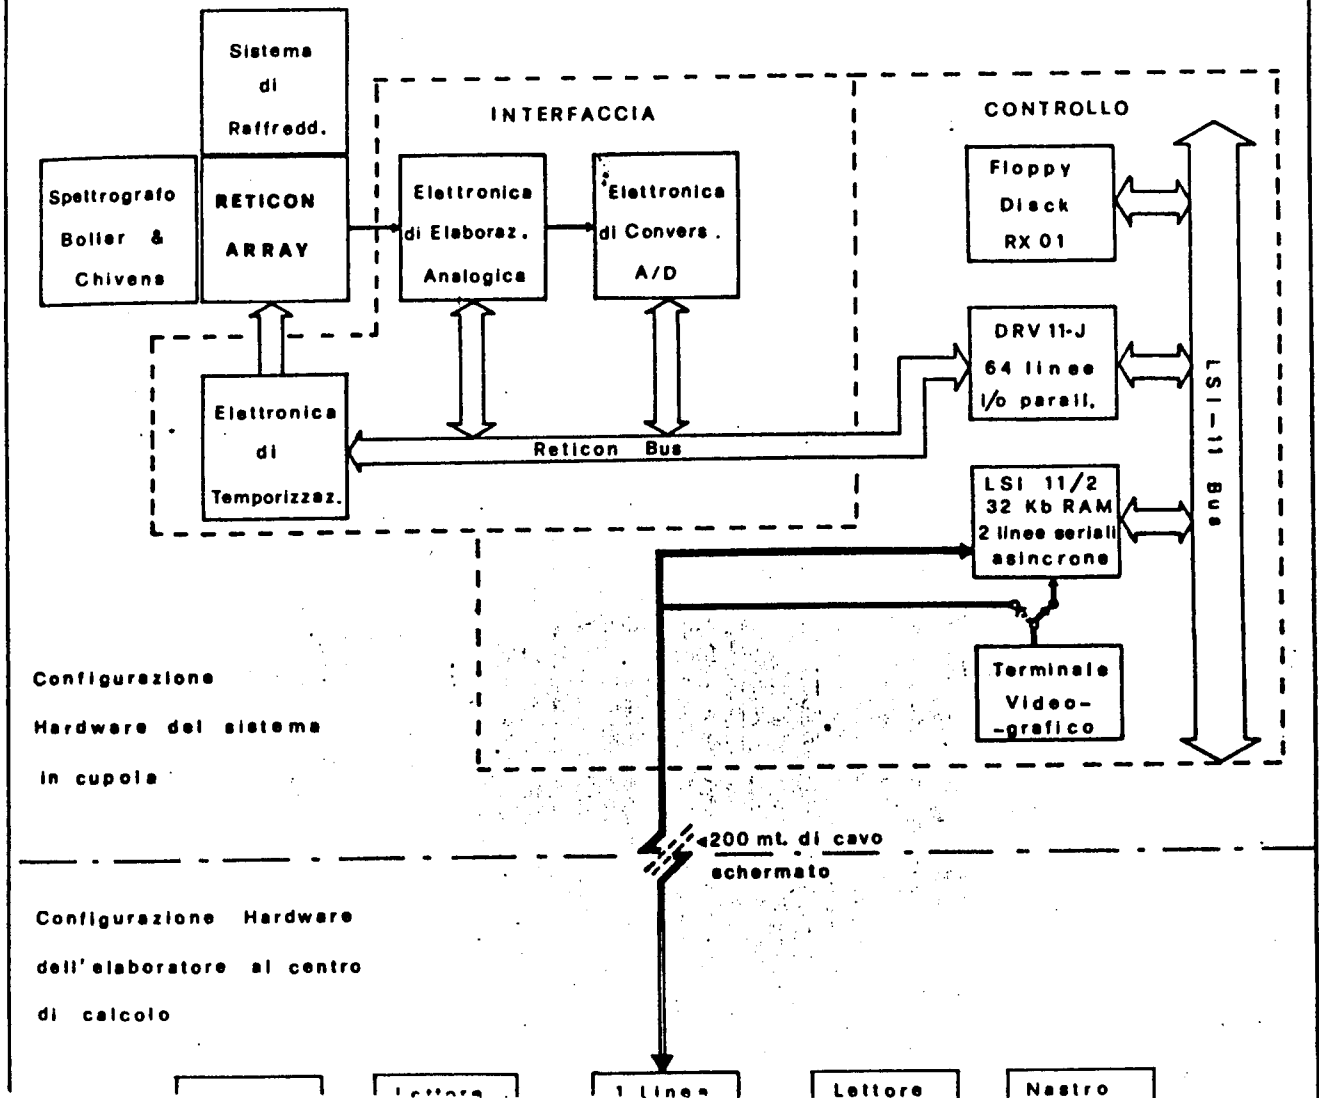 Sistema
di
Raffredd.
Spettrografo
Boller &
Chivens
RETICON
ARRAY
INTERFACCIA
Elettronica
di Elaboraz.
Analogica
Elettronica
di Convers.
A/D
CONTROLLO
Floppy
Disck
RX 01
DRV 11-J
64 linee
I/o parall.
LSI 11/2
32 Kb RAM
2 linee seriali
asincrone
Terminale
Video-
-grafico
LSI-11 Bus
Elettronica
di
Temporizzaz.
Reticon Bus
Configurazione
Hardware del sistema
in cupola
200 mt. di cavo
schermato
Configurazione Hardware
dell'elaboratore al centro
di calcolo
Lettore
1 Linea
Lettore
Nastro